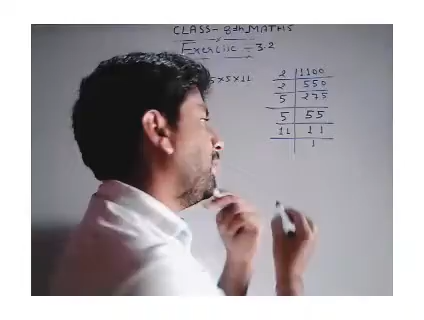 CLASS- 8th MATHS
Exercise - 3.2
5×5×11
2 | 1100
2 | 550
5 | 275
5 | 55
11 | 11
| 1